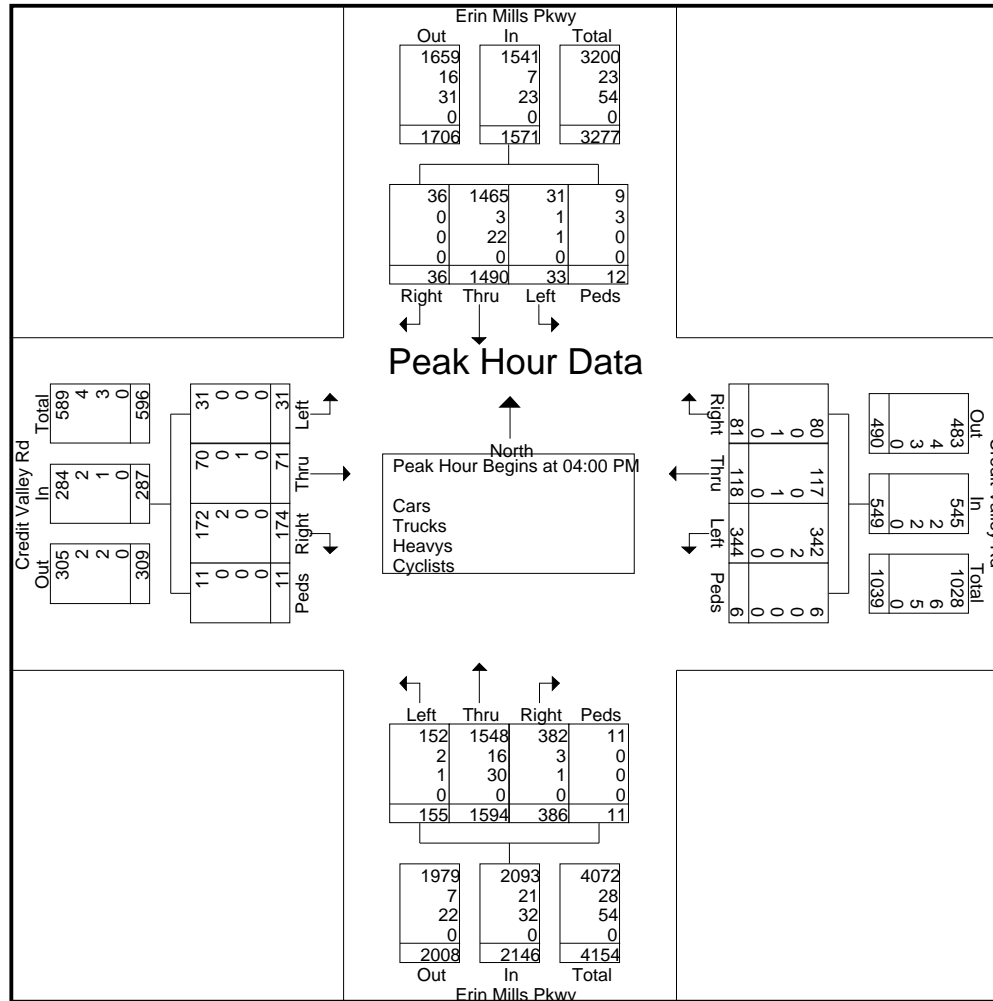 Erin Mills Pkwy
Out In Total
1659 1541 3200
16 7 23
31 23 54
0 0 0
1706 1571 3277
36 1465 31 9
0 3 1 3
0 22 1 0
0 0 0 0
36 1490 33 12
Right Thru Left Peds
Peak Hour Data
North
Peak Hour Begins at 04:00 PM
Cars
Trucks
Heavys
Cyclists
Credit Valley Rd
Out In Total
305 284 589
2 2 4
2 1 3
0 0 0
309 287 596
Left
31 0 0 0 31
Thru
70 0 1 0 71
Right
172 2 0 0 174
Peds
11 0 0 0 11
Right
80 0 1 0 81
Thru
117 0 1 0 118
Left
342 2 0 0 344
Peds
6 0 0 0 6
Credit Valley Rd
Out In Total
483 545 1028
4 2 6
3 2 5
0 0 0
490 549 1039
Left Thru Right Peds
152 1548 382 11
2 16 3 0
1 30 1 0
0 0 0 0
155 1594 386 11
1979 2093 4072
7 21 28
22 32 54
0 0 0
2008 2146 4154
Out In Total
Erin Mills Pkwy